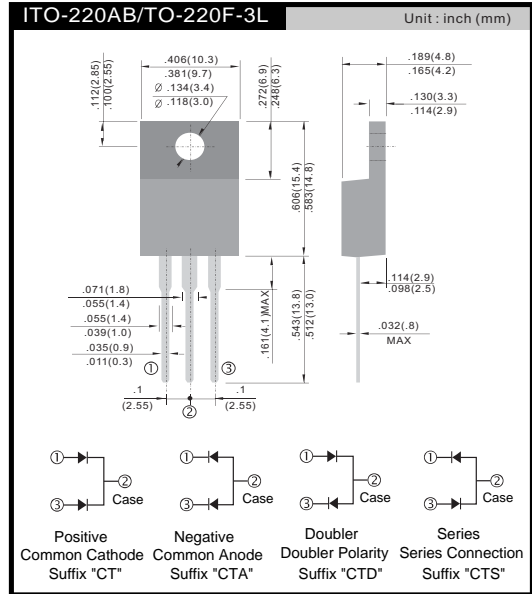 ITO-220AB/TO-220F-3L
Unit : inch (mm)
.406(10.3)
.381(9.7)
Ø .134(3.4)
Ø .118(3.0)
.112(2.85)
.100(2.55)
.272(6.9)
.248(6.3)
.189(4.8)
.165(4.2)
.130(3.3)
.114(2.9)
.606(15.4)
.583(14.8)
.071(1.8)
.055(1.4)
.055(1.4)
.039(1.0)
.035(0.9)
.011(0.3)
.161(4.1)MAX
.543(13.8)
.512(13.0)
.114(2.9)
.098(2.5)
.032(.8)
MAX
① ③
.1
(2.55)
②
.1
(2.55)
① ② ③ Case
① ② ③ Case
① ② ③ Case
① ② ③ Case
Positive
Common Cathode
Suffix "CT"
Negative
Common Anode
Suffix "CTA"
Doubler
Doubler Polarity
Suffix "CTD"
Series
Series Connection
Suffix "CTS"